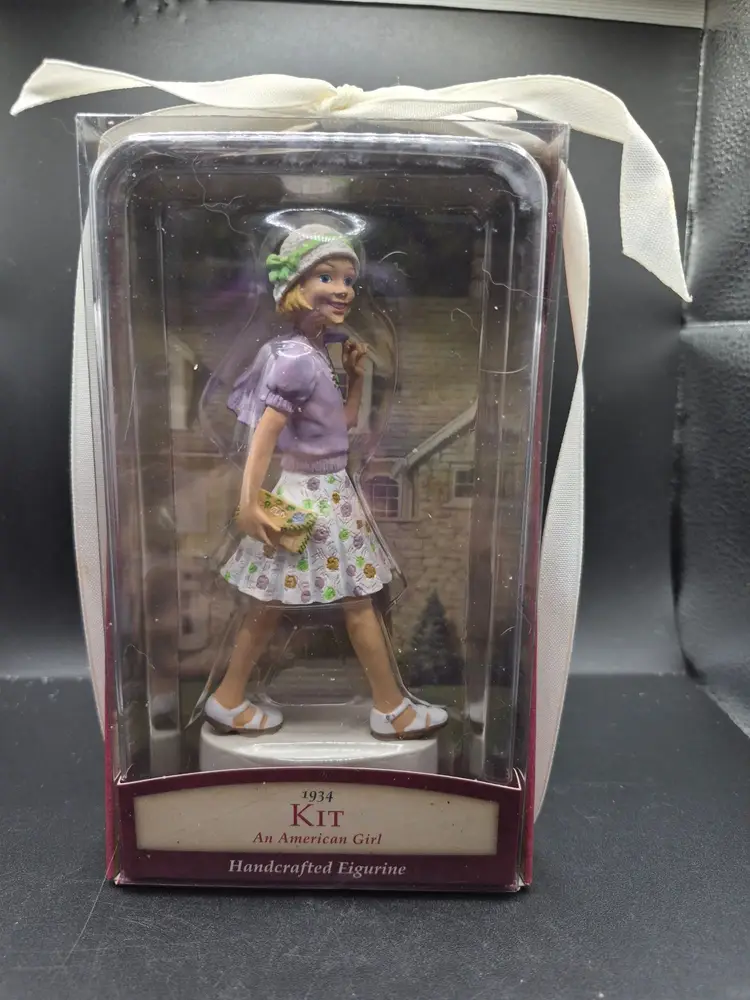 1934
KIT
An American Girl
Handcrafted Figurine